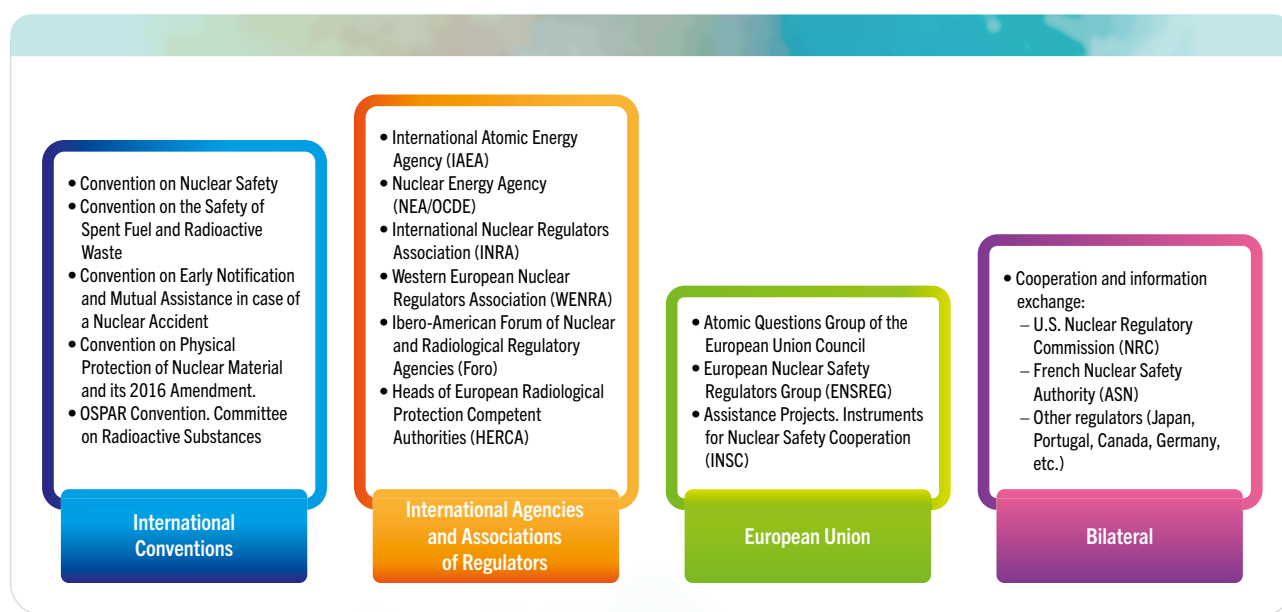 • Convention on Nuclear Safety
• Convention on the Safety of
Spent Fuel and Radioactive
Waste
• Convention on Early Notification
and Mutual Assistance in case of
a Nuclear Accident
• Convention on Physical
Protection of Nuclear Material
and its 2016 Amendment.
• OSPAR Convention. Committee
on Radioactive Substances
International
Conventions
• International Atomic Energy
Agency (IAEA)
• Nuclear Energy Agency
(NEA/OCDE)
• International Nuclear Regulators
Association (INRA)
• Western European Nuclear
Regulators Association (WENRA)
• Ibero-American Forum of Nuclear
and Radiological Regulatory
Agencies (Foro)
• Heads of European Radiological
Protection Competent
Authorities (HERCA)
International Agencies
and Associations
of Regulators
• Atomic Questions Group of the
European Union Council
• European Nuclear Safety
Regulators Group (ENSREG)
• Assistance Projects. Instruments
for Nuclear Safety Cooperation
(INSC)
European Union
• Cooperation and information
exchange:
– U.S. Nuclear Regulatory
Commission (NRC)
– French Nuclear Safety
Authority (ASN)
– Other regulators (Japan,
Portugal, Canada, Germany,
etc.)
Bilateral